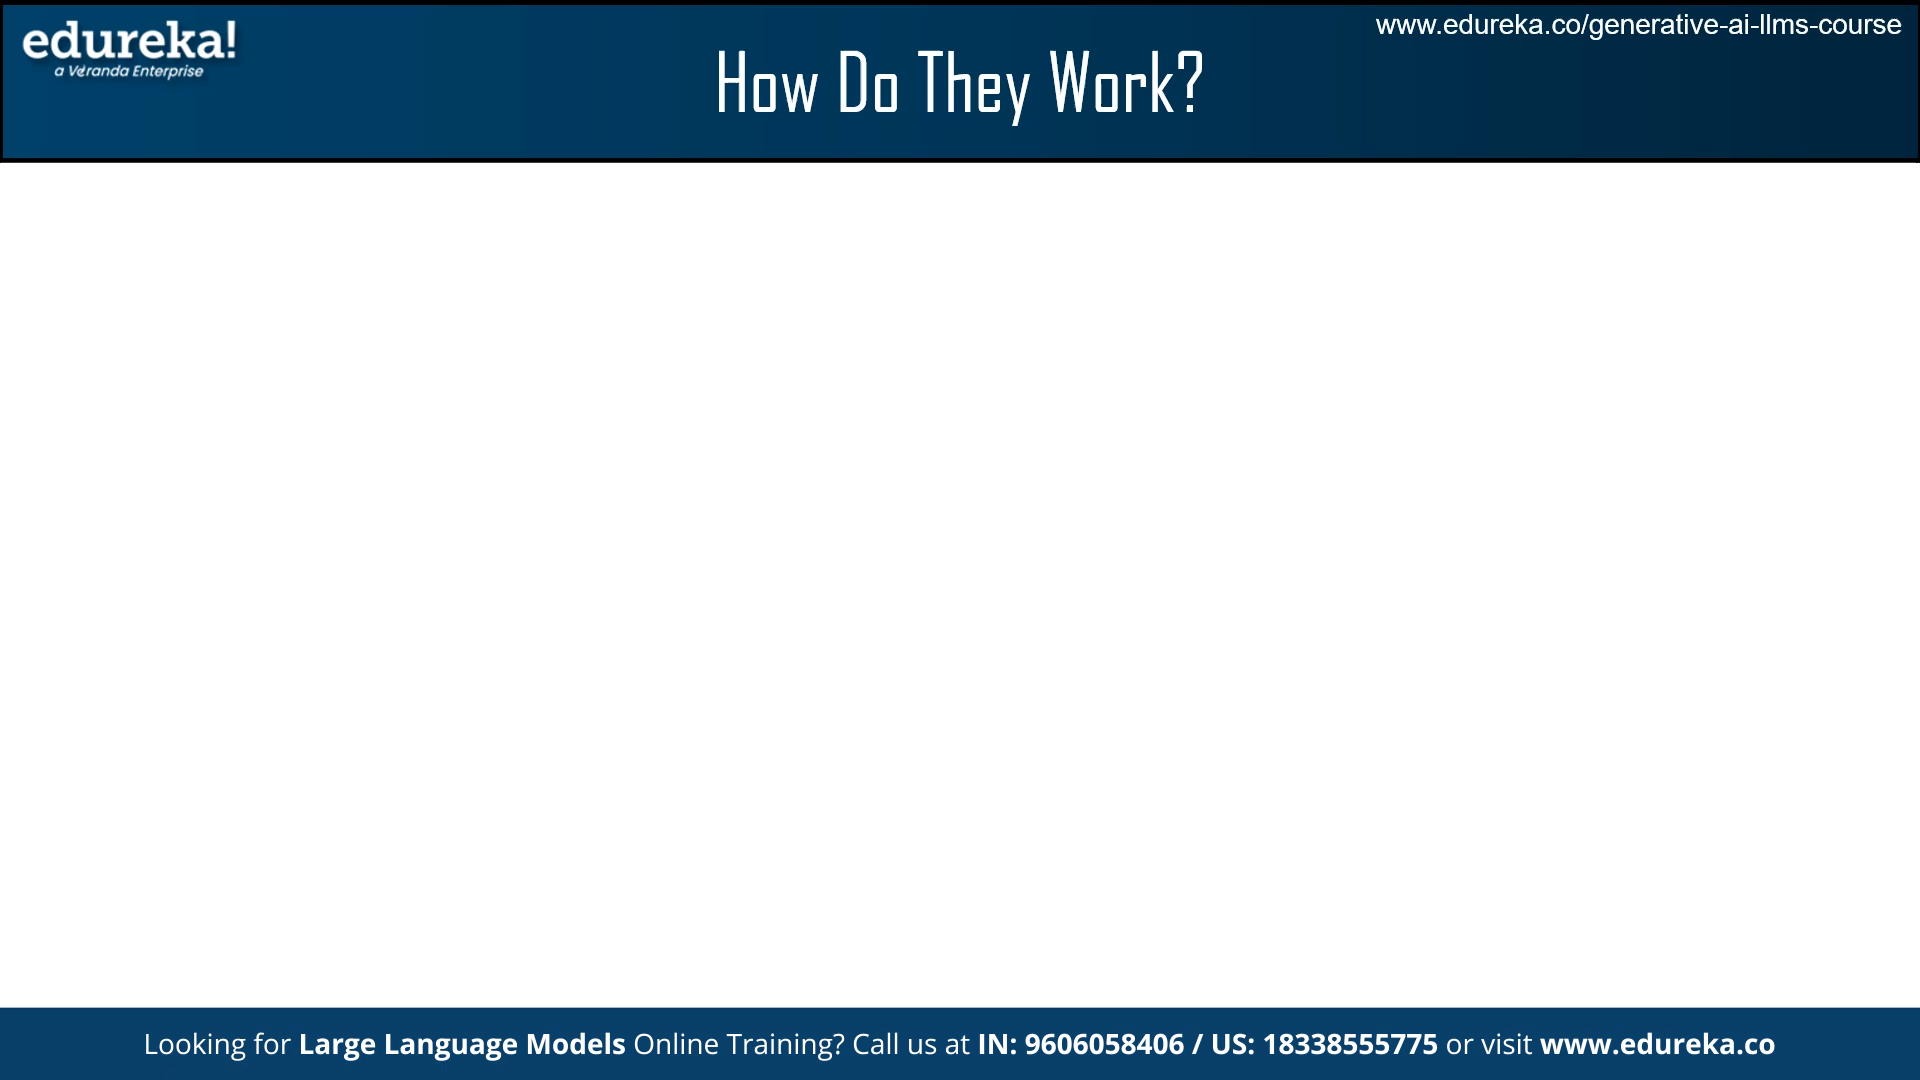 edureka!
a Veranda Enterprise
www.edureka.co/generative-ai-llms-course
How Do They Work?
Looking for Large Language Models Online Training? Call us at IN: 9606058406 / US: 18338555775 or visit www.edureka.co